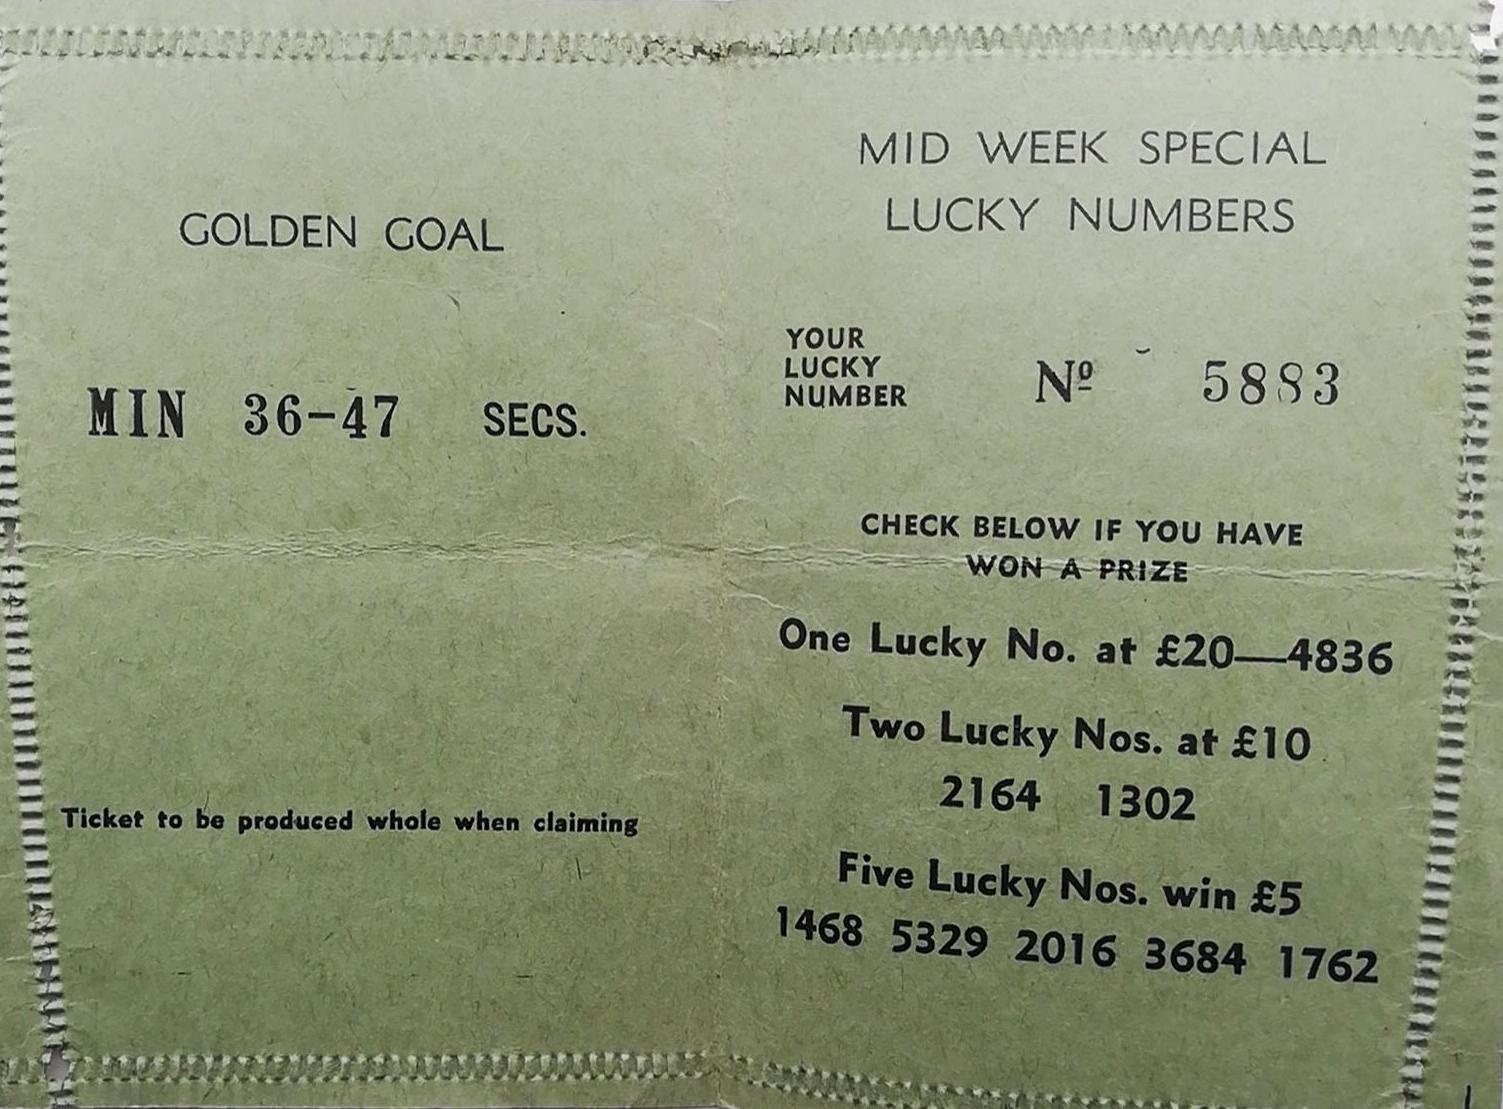 GOLDEN GOAL
MIN 36-47 SECS.
Ticket to be produced whole when claiming
MID WEEK SPECIAL
LUCKY NUMBERS
YOUR
LUCKY
NUMBER
Nº 5883
CHECK BELOW IF YOU HAVE
WON A PRIZE
One Lucky No. at £20—4836
Two Lucky Nos. at £10
2164 1302
Five Lucky Nos. win £5
1468 5329 2016 3684 1762